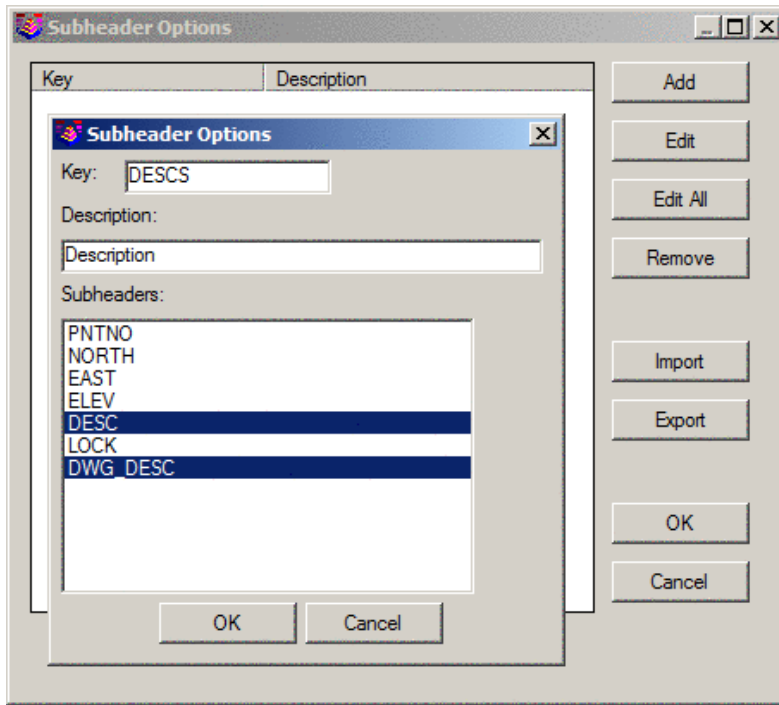 Subheader Options
Key Description
Add
Subheader Options
Edit
Key: DESCS
Edit All
Description:
Description
Remove
Subheaders:
PNTNO
NORTH
EAST
ELEV
DESC
LOCK
DWG_DESC
Import
Export
OK
Cancel
OK Cancel